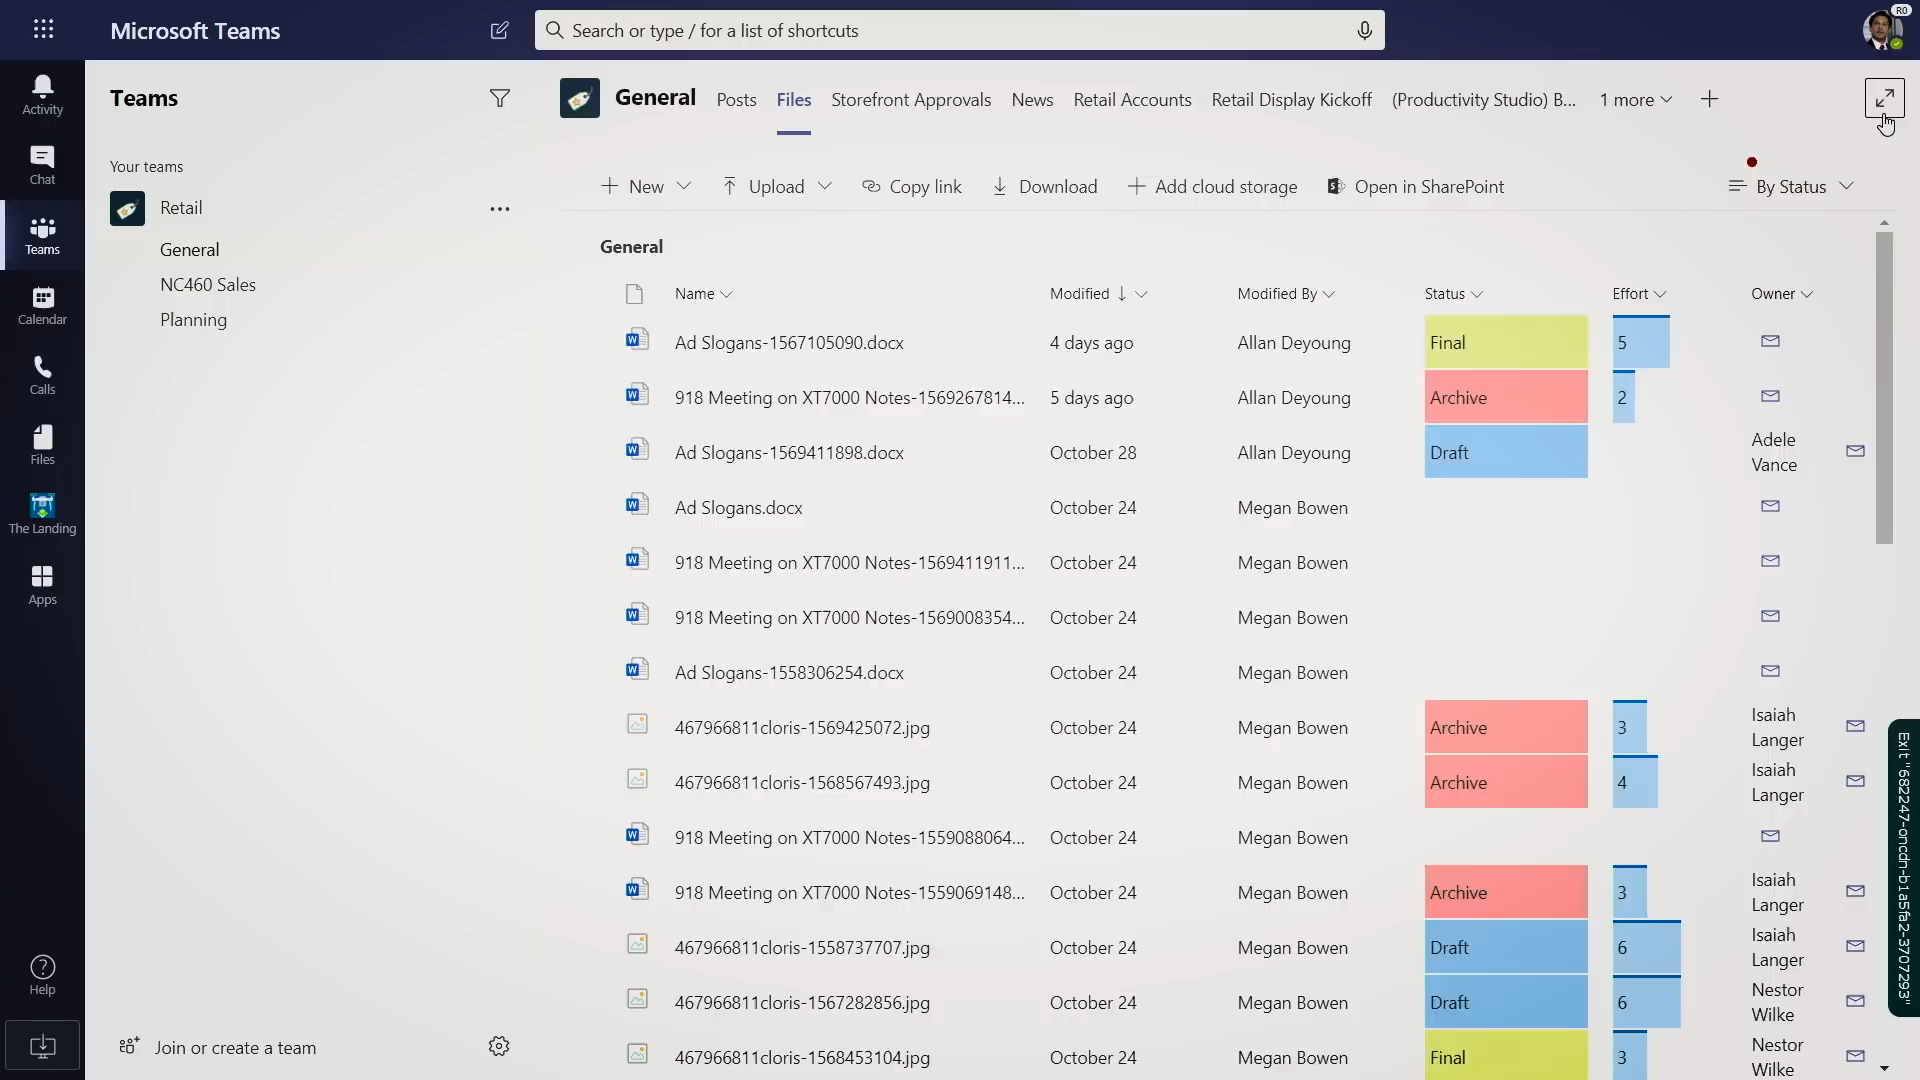 Microsoft Teams
Search or type / for a list of shortcuts
R0
Activity
Chat
Teams
Calendar
Calls
Files
The Landing
Apps
Help
Teams
Your teams
Retail
General
NC460 Sales
Planning
Join or create a team
General
Posts
Files
Storefront Approvals
News
Retail Accounts
Retail Display Kickoff
(Productivity Studio) B...
1 more
New
Upload
Copy link
Download
Add cloud storage
Open in SharePoint
By Status
General
Name Modified Modified By Status Effort Owner
Ad Slogans-1567105090.docx 4 days ago Allan Deyoung Final 5
918 Meeting on XT7000 Notes-1569267814... 5 days ago Allan Deyoung Archive 2
Ad Slogans-1569411898.docx October 28 Allan Deyoung Draft Adele Vance
Ad Slogans.docx October 24 Megan Bowen
918 Meeting on XT7000 Notes-1569411911... October 24 Megan Bowen
918 Meeting on XT7000 Notes-1569008354... October 24 Megan Bowen
Ad Slogans-1558306254.docx October 24 Megan Bowen
467966811cloris-1569425072.jpg October 24 Megan Bowen Archive 3 Isaiah Langer
467966811cloris-1568567493.jpg October 24 Megan Bowen Archive 4 Isaiah Langer
918 Meeting on XT7000 Notes-1559088064... October 24 Megan Bowen
918 Meeting on XT7000 Notes-1559069148... October 24 Megan Bowen Archive 3 Isaiah Langer
467966811cloris-1558737707.jpg October 24 Megan Bowen Draft 6 Isaiah Langer
467966811cloris-1567282856.jpg October 24 Megan Bowen Draft 6 Nestor Wilke
467966811cloris-1568453104.jpg October 24 Megan Bowen Final 3 Nestor Wilke
Exit "682247-oncdn-b1a5fa2-3707293"